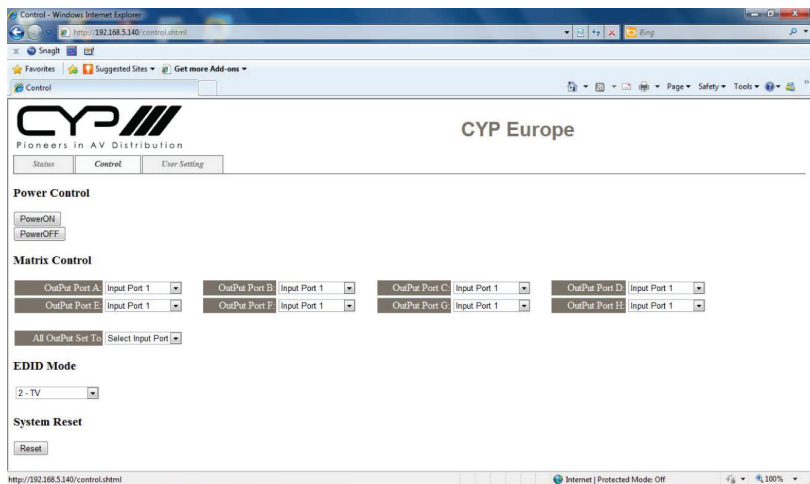 Control - Windows Internet Explorer
http://192.168.5.140/control.shtml
Bing
x SnagIt
Favorites Suggested Sites Get more Add-ons
Control
Page Safety Tools
CYP
Pioneers in AV Distribution
CYP Europe
Status Control User Setting
Power Control
PowerON
PowerOFF
Matrix Control
OutPut Port A: Input Port 1 OutPut Port B: Input Port 1 OutPut Port C: Input Port 1 OutPut Port D: Input Port 1
OutPut Port E: Input Port 1 OutPut Port F: Input Port 1 OutPut Port G: Input Port 1 OutPut Port H: Input Port 1
All OutPut Set To Select Input Port
EDID Mode
2 - TV
System Reset
Reset
http://192.168.5.140/control.shtml Internet | Protected Mode: Off 100%